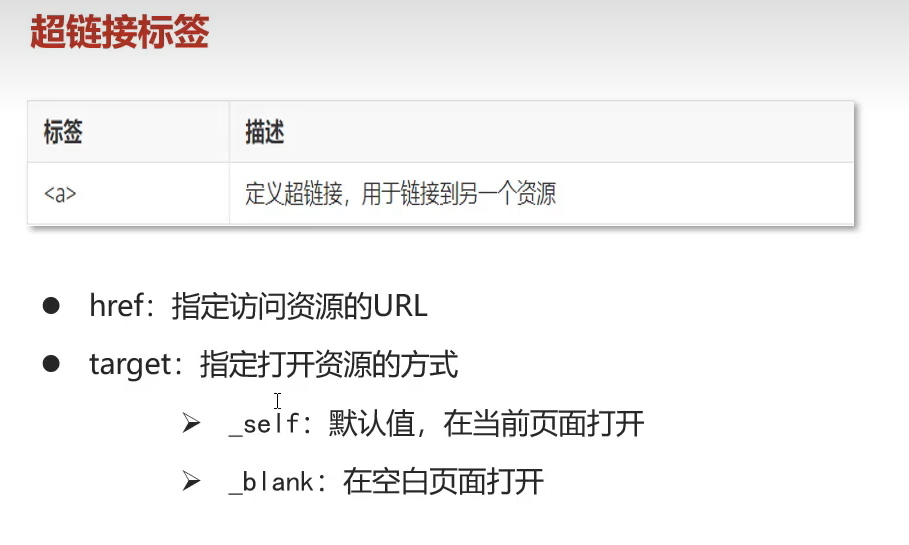 超链接标签
标签 描述
<a> 定义超链接，用于链接到另一个资源
● href：指定访问资源的URL
● target：指定打开资源的方式
➢ _self：默认值，在当前页面打开
➢ _blank：在空白页面打开